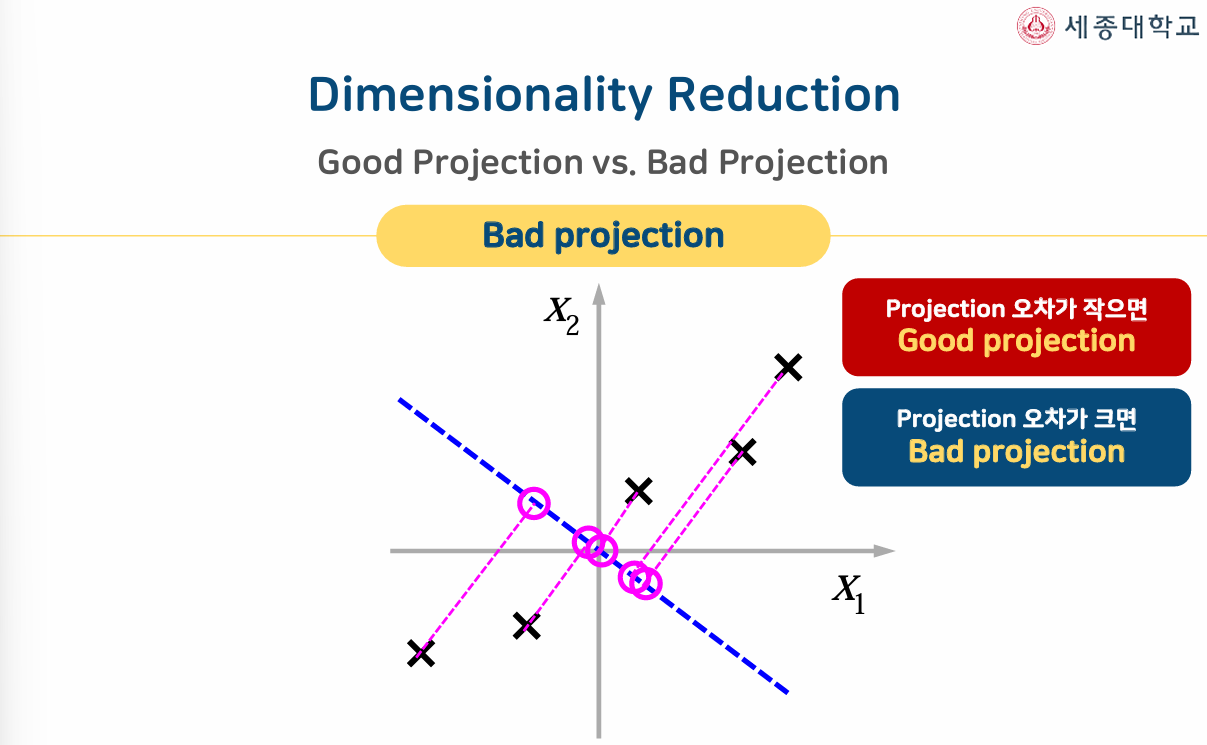 세종대학교
Dimensionality Reduction
Good Projection vs. Bad Projection
Bad projection
Projection 오차가 작으면
Good projection
Projection 오차가 크면
Bad projection
X₂
X₁